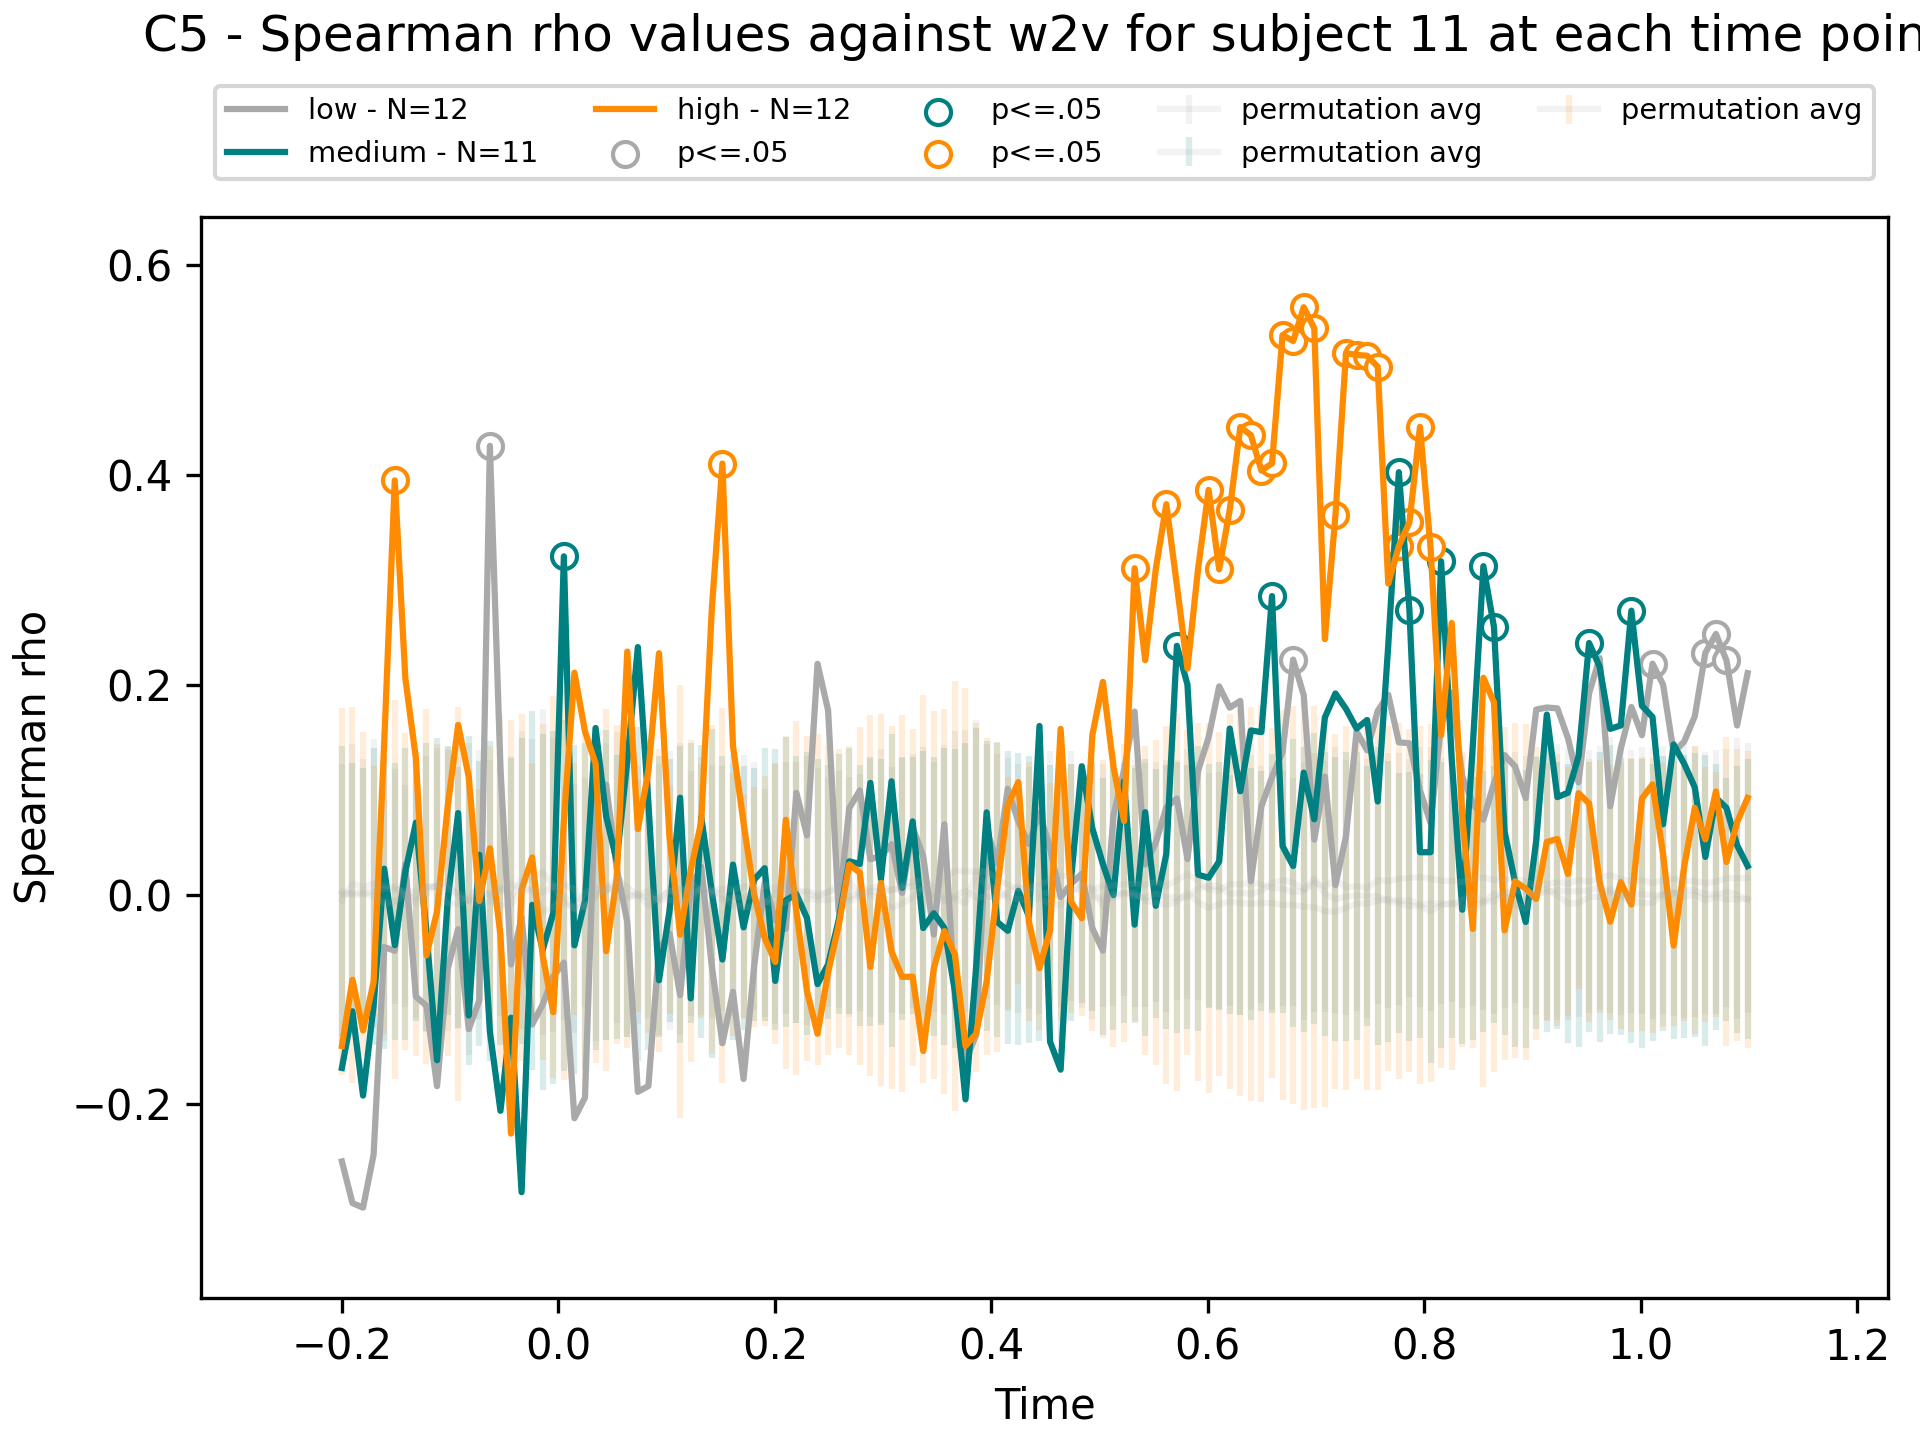 C5 - Spearman rho values against w2v for subject 11 at each time poin
low - N=12
medium - N=11
high - N=12
p<=.05
p<=.05
p<=.05
permutation avg
permutation avg
permutation avg
Spearman rho
0.6
0.4
0.2
0.0
−0.2
−0.2 0.0 0.2 0.4 0.6 0.8 1.0 1.2
Time